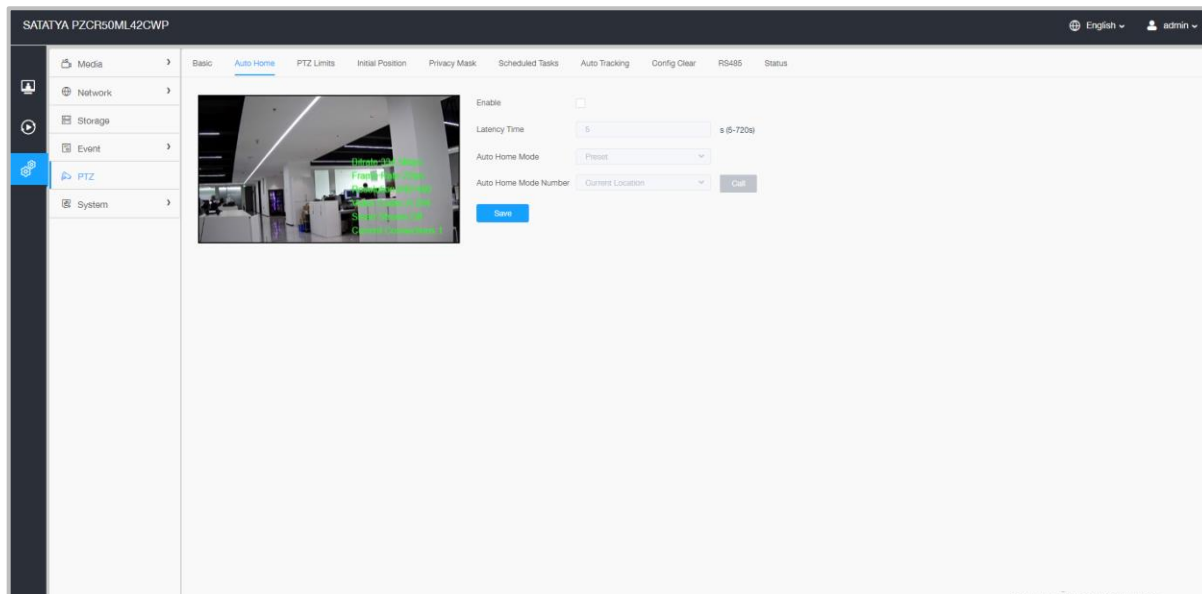 SATATYA PZCR50ML42CWP
English
admin
Media
Network
Storage
Event
PTZ
System
Basic Auto Home PTZ Limits Initial Position Privacy Mask Scheduled Tasks Auto Tracking Config Clear RS485 Status
Enable
Latency Time 5 s (5-720s)
Auto Home Mode Preset
Auto Home Mode Number Current Location Call
Save